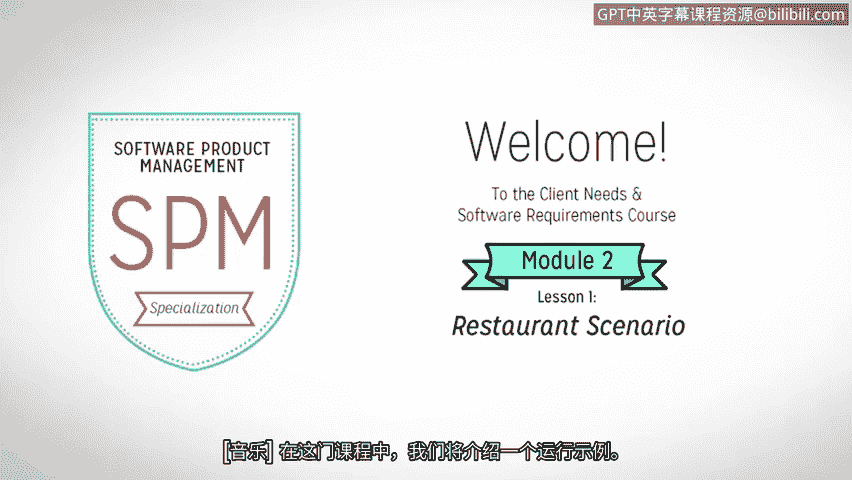 GPT中英字幕课程资源@bilibili.com
SOFTWARE PRODUCT
MANAGEMENT
SPM
Specialization
Welcome!
To the Client Needs &
Software Requirements Course
Module 2
Lesson 1:
Restaurant Scenario
[音乐] 在这门课程中，我们将介绍一个运行示例。